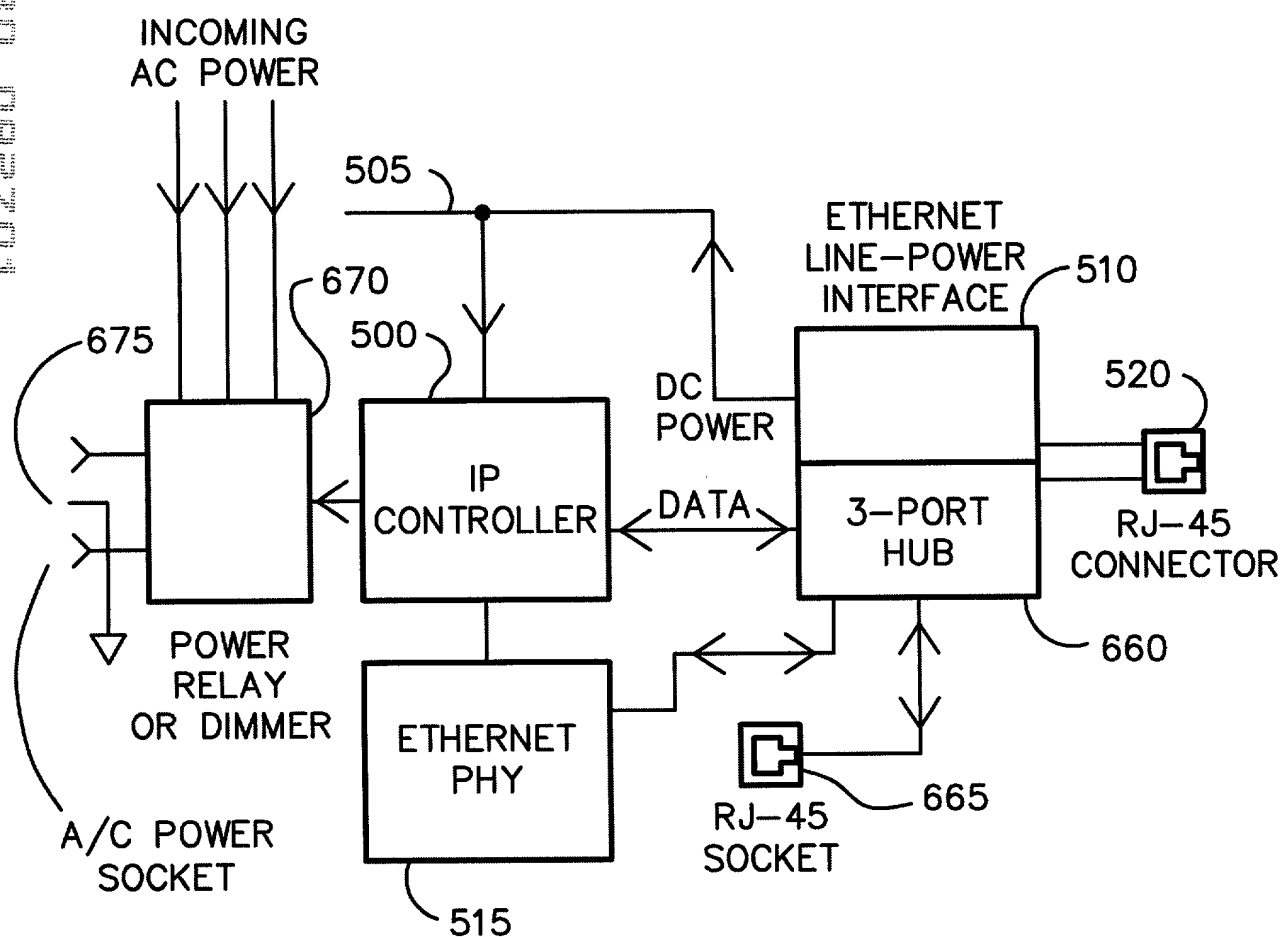 INCOMING
AC POWER
505
ETHERNET
LINE-POWER
INTERFACE
510
670
500
675
520
DC
POWER
IP
CONTROLLER
DATA
3-PORT
HUB
RJ-45
CONNECTOR
POWER
RELAY
OR DIMMER
660
ETHERNET
PHY
665
RJ-45
SOCKET
A/C POWER
SOCKET
515